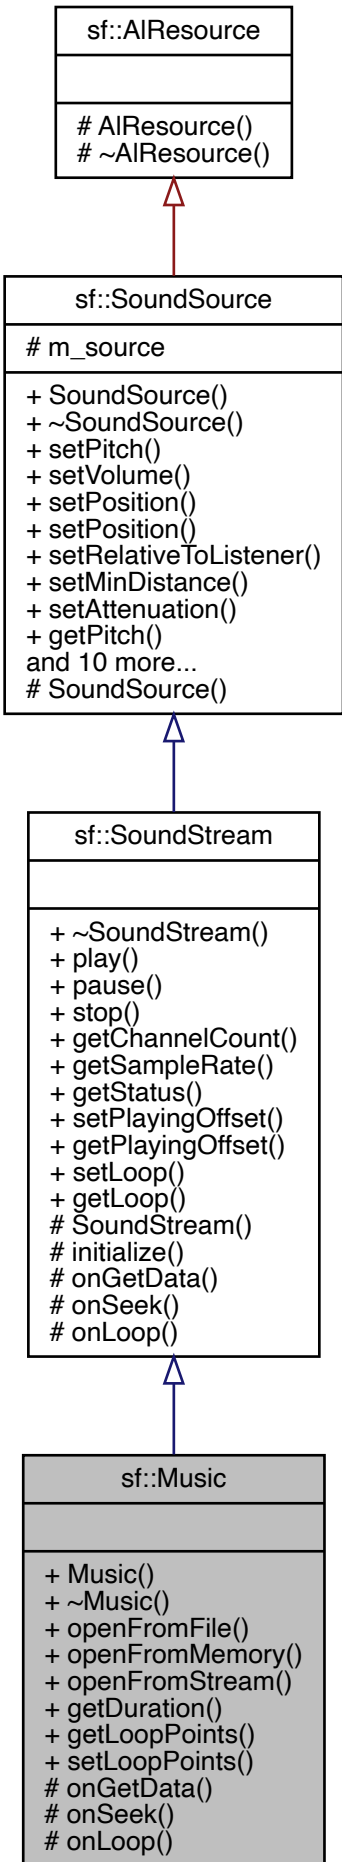 sf::AlResource
# AlResource()
# ~AlResource()
sf::SoundSource
# m_source
+ SoundSource()
+ ~SoundSource()
+ setPitch()
+ setVolume()
+ setPosition()
+ setPosition()
+ setRelativeToListener()
+ setMinDistance()
+ setAttenuation()
+ getPitch()
and 10 more...
# SoundSource()
sf::SoundStream
+ ~SoundStream()
+ play()
+ pause()
+ stop()
+ getChannelCount()
+ getSampleRate()
+ getStatus()
+ setPlayingOffset()
+ getPlayingOffset()
+ setLoop()
+ getLoop()
# SoundStream()
# initialize()
# onGetData()
# onSeek()
# onLoop()
sf::Music
+ Music()
+ ~Music()
+ openFromFile()
+ openFromMemory()
+ openFromStream()
+ getDuration()
+ getLoopPoints()
+ setLoopPoints()
# onGetData()
# onSeek()
# onLoop()